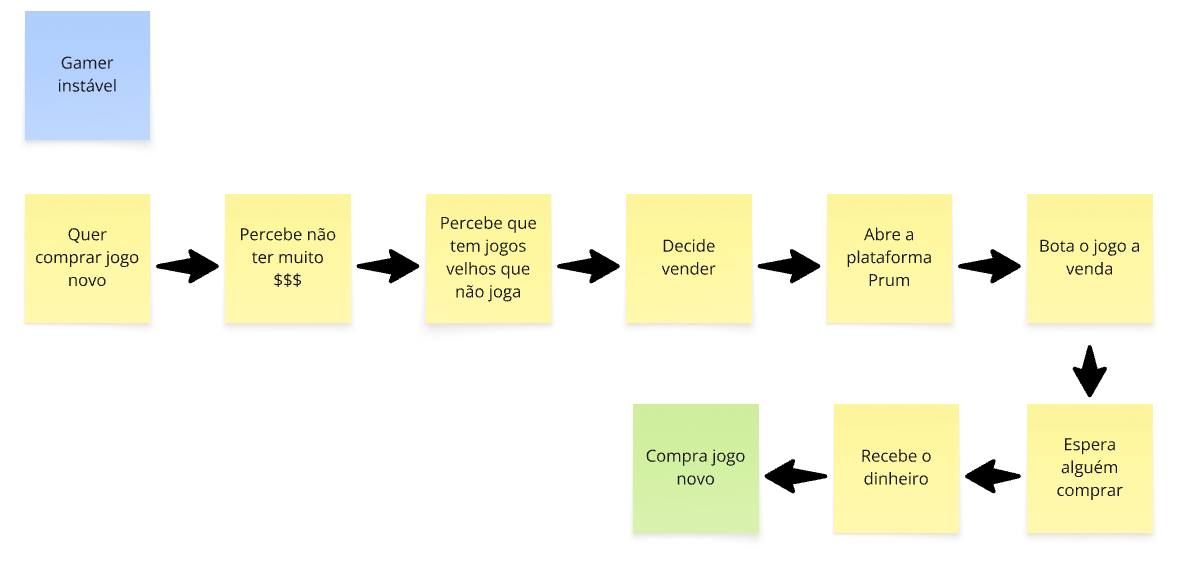 Gamer
instável
Quer
comprar jogo
novo
Percebe não
ter muito
$$$
Percebe que
tem jogos
velhos que
não joga
Decide
vender
Abre a
plataforma
Prum
Bota o jogo a
venda
Espera
alguém
comprar
Recebe o
dinheiro
Compra jogo
novo